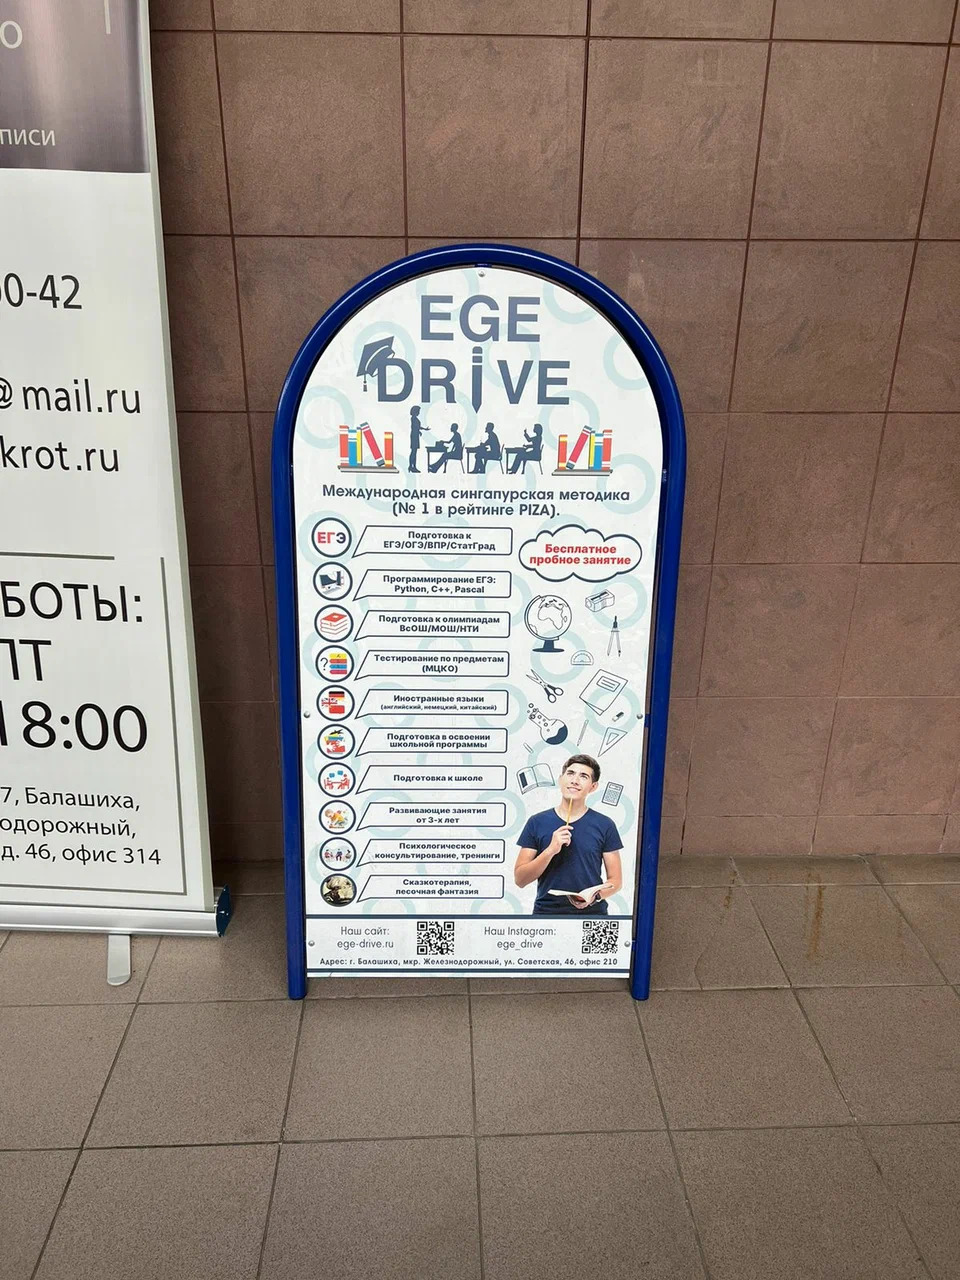 писи
0-42
@mail.ru
krot.ru
БОТЫ:
ПТ
18:00
7, Балашиха,
одорожный,
д. 46, офис 314
EGE
DRIVE
Международная сингапурская методика
(№ 1 в рейтинге PIZA).
ЕГЭ
Подготовка к
ЕГЭ/ОГЭ/ВПР/СтатГрад
Бесплатное
пробное занятие
Программирование ЕГЭ:
Python, C++, Pascal
Подготовка к олимпиадам
ВсОШ/МОШ/НТИ
?
Тестирование по предметам
(МЦКО)
Иностранные языки
(английский, немецкий, китайский)
Подготовка в освоении
школьной программы
Подготовка к школе
Развивающие занятия
от 3-х лет
Психологическое
консультирование, тренинги
Сказкотерапия,
песочная фантазия
Наш сайт:
ege-drive.ru
Наш Instagram:
ege_drive
Адрес: г. Балашиха, мкр. Железнодорожный, ул. Советская, 46, офис 210